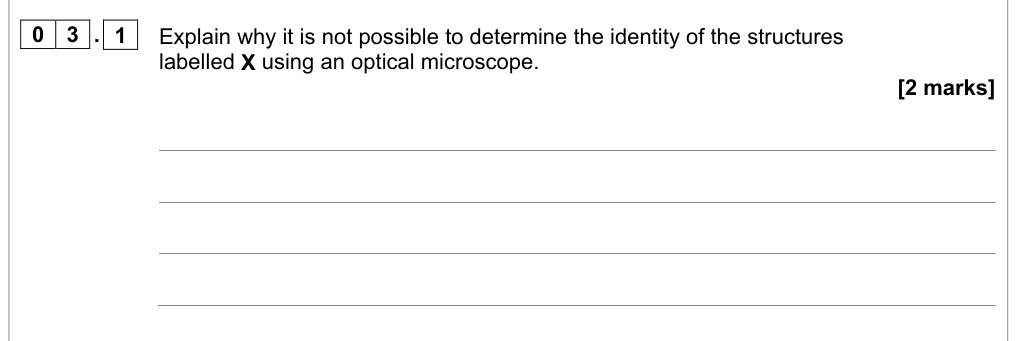 0 3 . 1 Explain why it is not possible to determine the identity of the structures
labelled X using an optical microscope.
[2 marks]